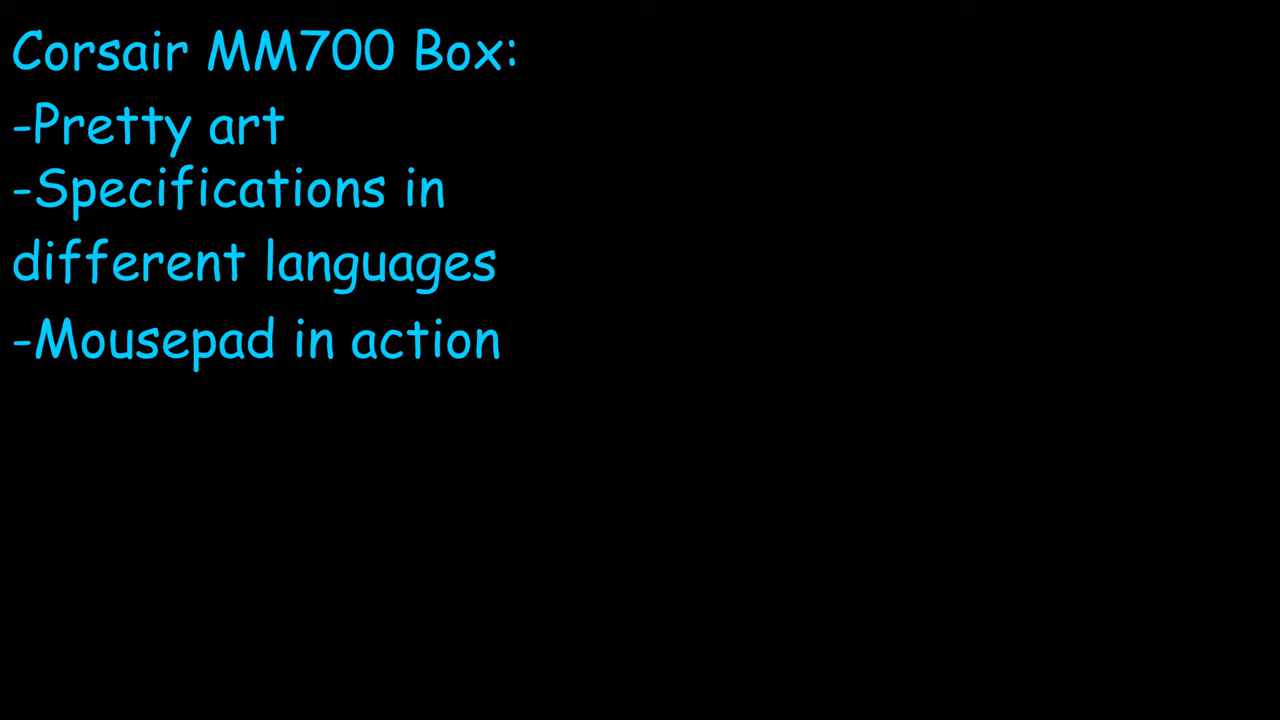 Corsair MM700 Box:
-Pretty art
-Specifications in
different languages
-Mousepad in action